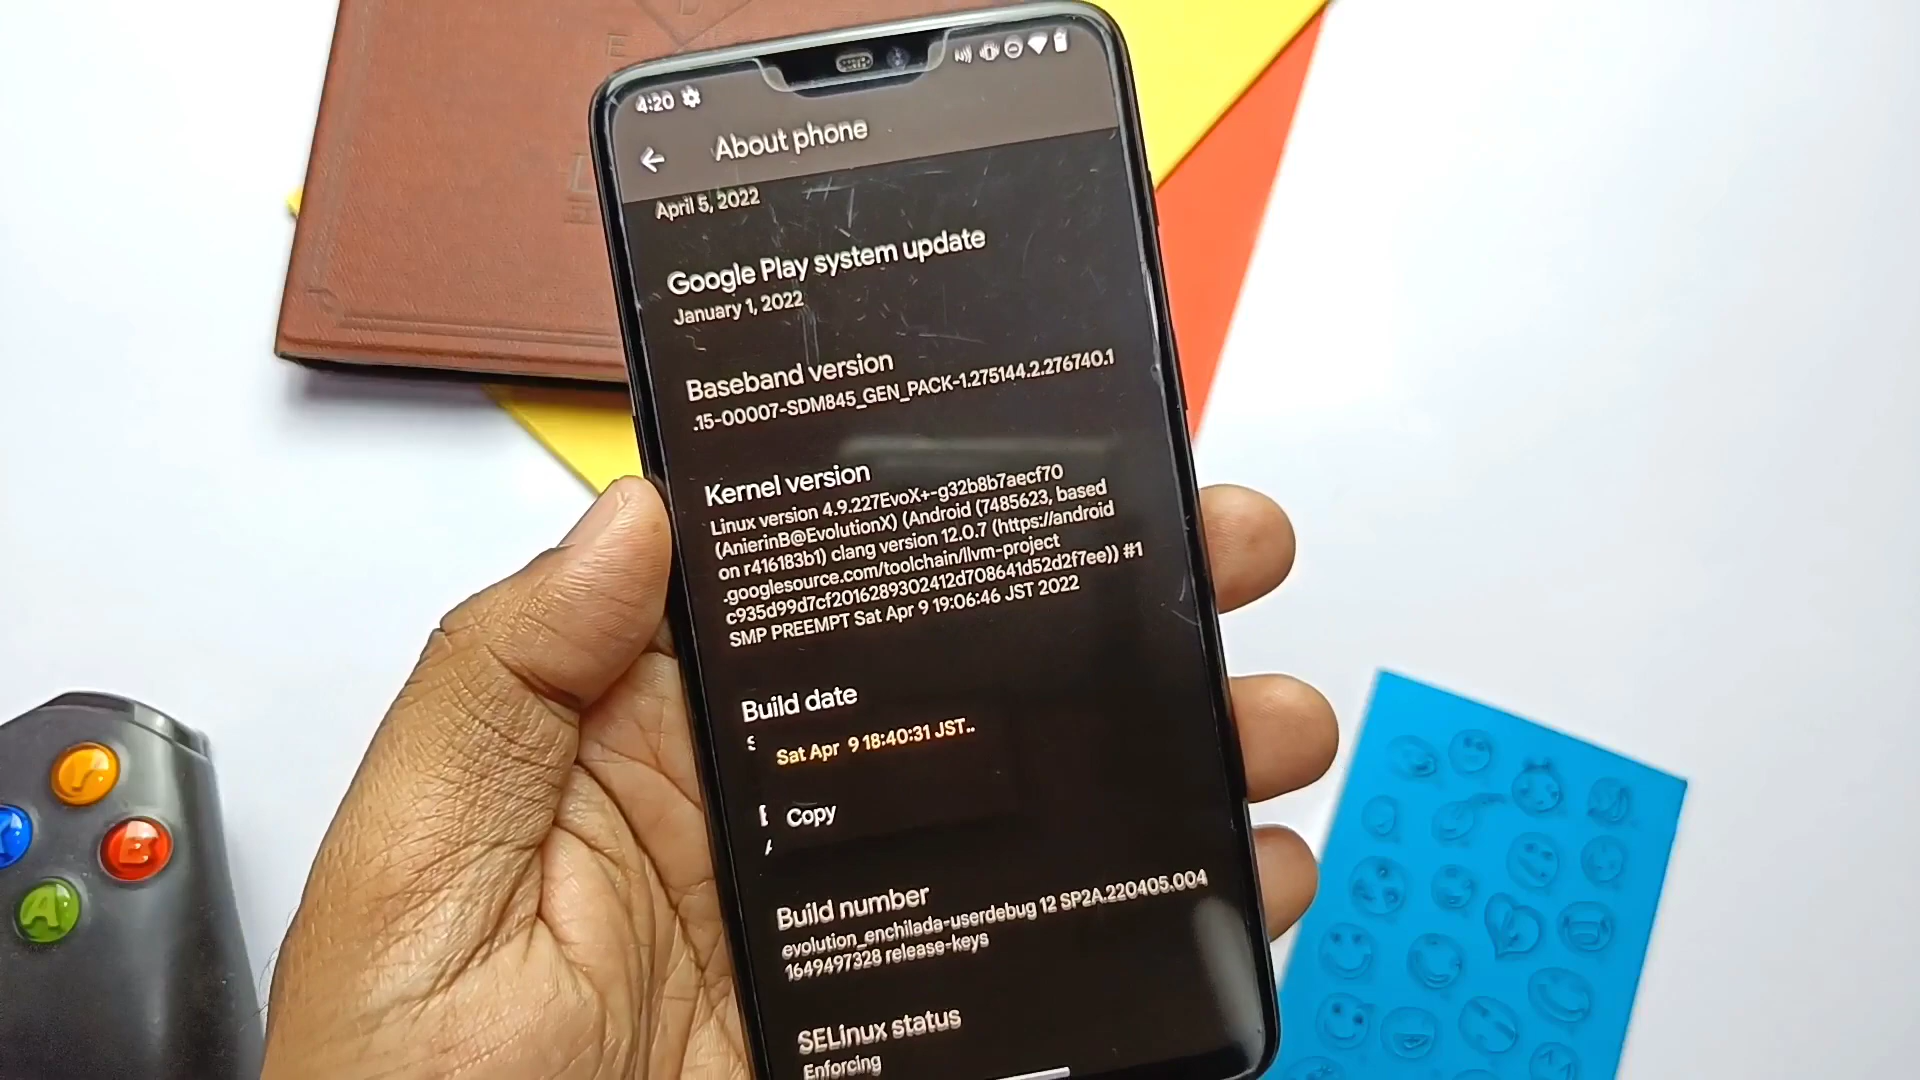 4:20
About phone
April 5, 2022
Google Play system update
January 1, 2022
Baseband version
.15-00007-SDM845_GEN_PACK-1.275144.2.276740.1
Kernel version
Linux version 4.9.227EvoX+-g32b8b7aecf70
(AnierinB@EvolutionX) (Android (7485623, based
on r416183b1) clang version 12.0.7 (https://android
.googlesource.com/toolchain/llvm-project
c935d99d7cf2016289302412d708641d52d2f7ee)) #1
SMP PREEMPT Sat Apr 9 19:06:46 JST 2022
Build date
Sat Apr  9 18:40:31 JST..
Copy
Build number
evolution_enchilada-userdebug 12 SP2A.220405.004
1649497328 release-keys
SELinux status
Enforcing
Y
B
A